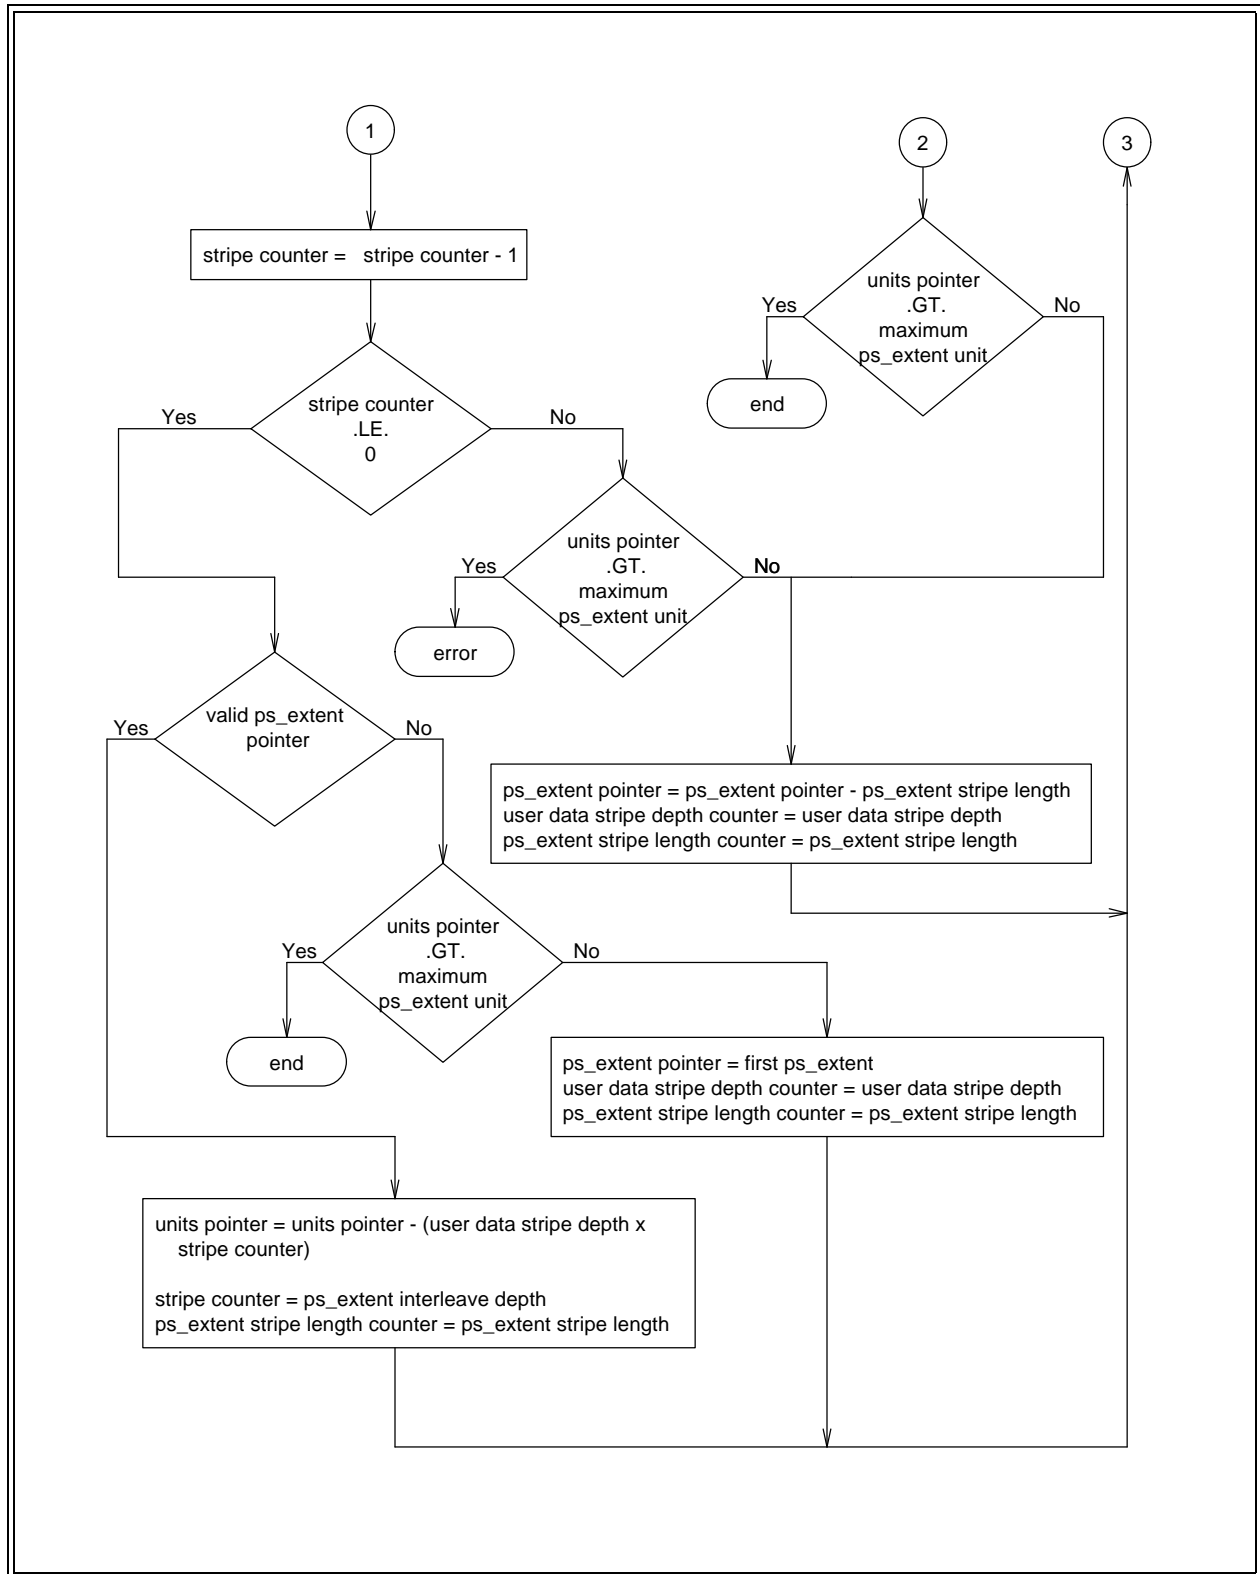 1
2
3
stripe counter = stripe counter - 1
units pointer
.GT.
maximum
ps_extent unit
Yes
No
end
stripe counter
.LE.
0
Yes
No
units pointer
.GT.
maximum
ps_extent unit
Yes
No
error
valid ps_extent
pointer
Yes
No
ps_extent pointer = ps_extent pointer - ps_extent stripe length
user data stripe depth counter = user data stripe depth
ps_extent stripe length counter = ps_extent stripe length
units pointer
.GT.
maximum
ps_extent unit
Yes
No
end
ps_extent pointer = first ps_extent
user data stripe depth counter = user data stripe depth
ps_extent stripe length counter = ps_extent stripe length
units pointer = units pointer - (user data stripe depth x
stripe counter)
stripe counter = ps_extent interleave depth
ps_extent stripe length counter = ps_extent stripe length